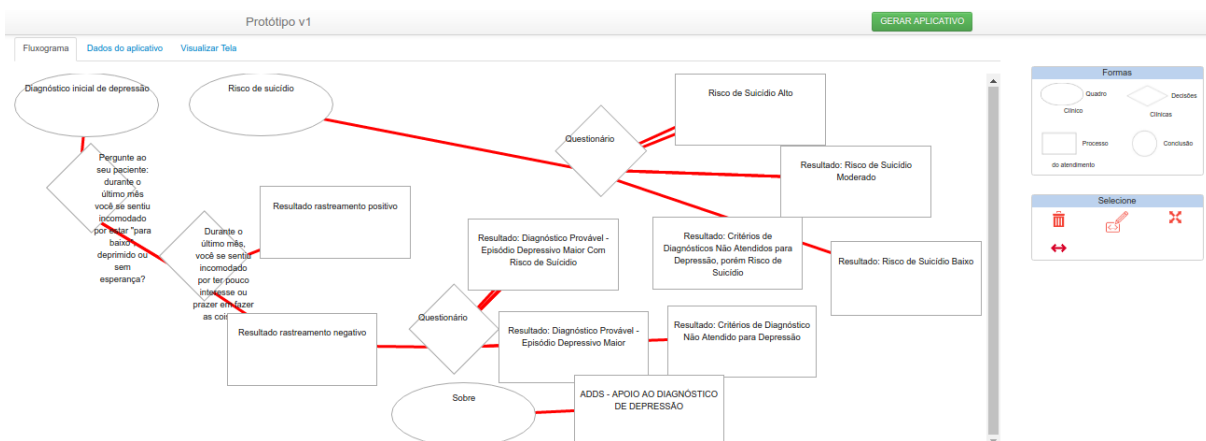 Protótipo v1
GERAR APLICATIVO
Fluxograma
Dados do aplicativo
Visualizar Tela
Diagnóstico inicial de depressão
Risco de suicídio
Risco de Suicídio Alto
Questionário
Pergunte ao
seu paciente:
durante o
último mês
você se sentiu
incomodado
por estar "para
baixo",
deprimido ou
sem
esperança?
Resultado: Risco de Suicídio
Moderado
Resultado rastreamento positivo
Durante o
último mês,
você se sentiu
incomodado
por ter pouco
interesse ou
prazer em fazer
as
Resultado: Diagnóstico Provável -
Episódio Depressivo Maior Com
Risco de Suicídio
Resultado: Critérios de
Diagnósticos Não Atendidos para
Depressão, porém Risco de
Suicídio
Resultado: Risco de Suicídio Baixo
Questionário
Resultado rastreamento negativo
Resultado: Diagnóstico Provável -
Episódio Depressivo Maior
Resultado: Critérios de Diagnóstico
Não Atendido para Depressão
Sobre
ADDS - APOIO AO DIAGNÓSTICO
DE DEPRESSÃO
Formas
Quadro
Clínico
Decisões
Clínicas
Processo
do atendimento
Conclusão
Selecione